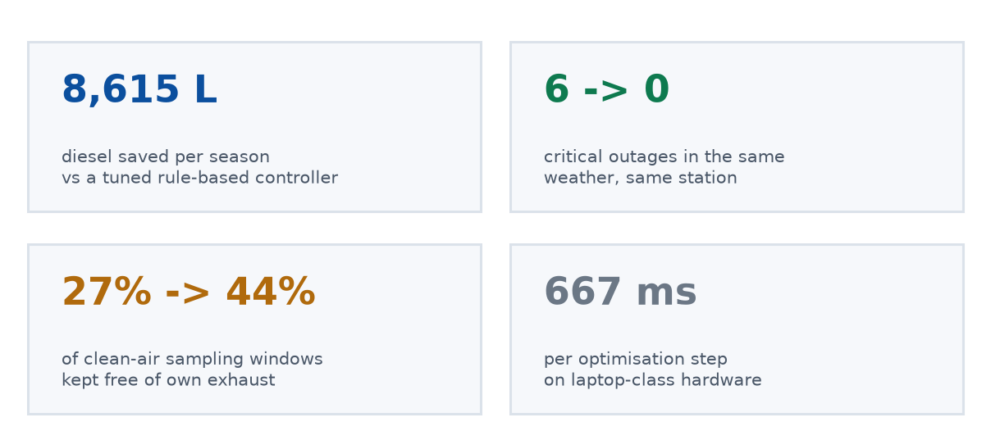 8,615 L
diesel saved per season
vs a tuned rule-based controller
6 -> 0
critical outages in the same
weather, same station
27% -> 44%
of clean-air sampling windows
kept free of own exhaust
667 ms
per optimisation step
on laptop-class hardware